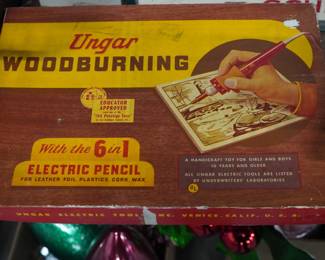 Ungar
WOODBURNING
EDUCATOR
APPROVED
With the 6 in 1
ELECTRIC PENCIL
FOR LEATHER FOIL, PLASTICS, CORK, WAX
A HANDICRAFT TOY FOR GIRLS AND BOYS
10 YEARS AND OLDER
ALL UNGAR ELECTRIC TOOLS ARE LISTED
BY UNDERWRITERS' LABORATORIES
UL
UNGAR ELECTRIC TOOLS, INC. VENICE, CALIF. U.S.A.